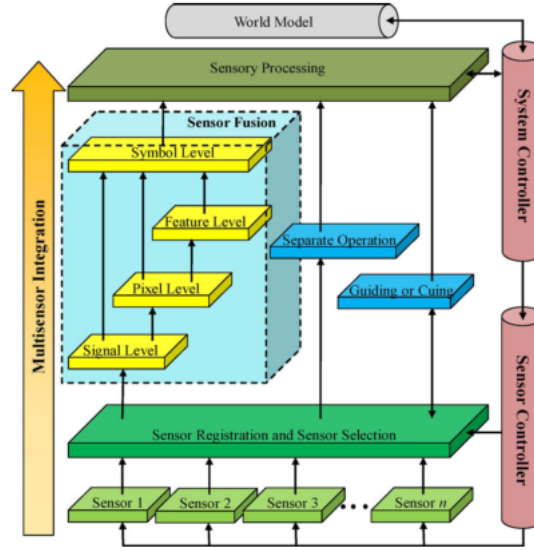 World Model
Sensory Processing
System Controller
Sensor Fusion
Symbol Level
Feature Level
Separate Operation
Pixel Level
Guiding or Cuing
Signal Level
Multisensor Integration
Sensor Controller
Sensor Registration and Sensor Selection
Sensor 1
Sensor 2
Sensor 3
Sensor n